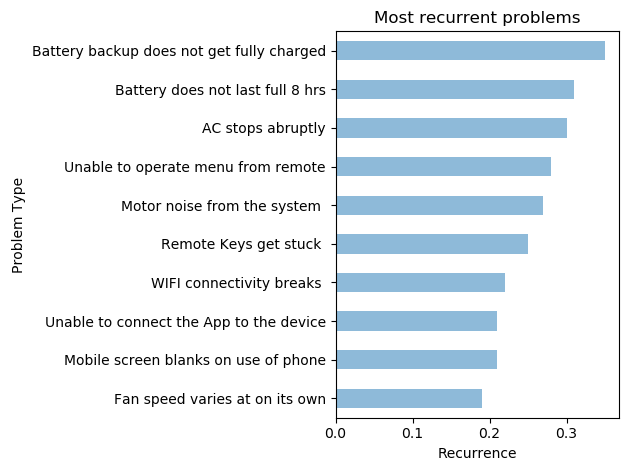 Most recurrent problems
Battery backup does not get fully charged
Battery does not last full 8 hrs
AC stops abruptly
Unable to operate menu from remote
Motor noise from the system
Remote Keys get stuck
WIFI connectivity breaks
Unable to connect the App to the device
Mobile screen blanks on use of phone
Fan speed varies at on its own
Problem Type
0.0 0.1 0.2 0.3
Recurrence